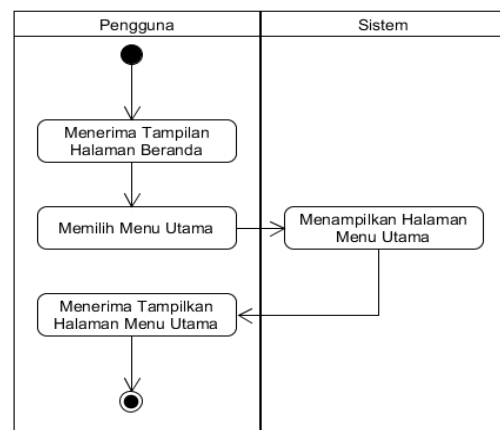 Pengguna
Sistem
Menerima Tampilan
Halaman Beranda
Memilih Menu Utama
Menampilkan Halaman
Menu Utama
Menerima Tampilkan
Halaman Menu Utama